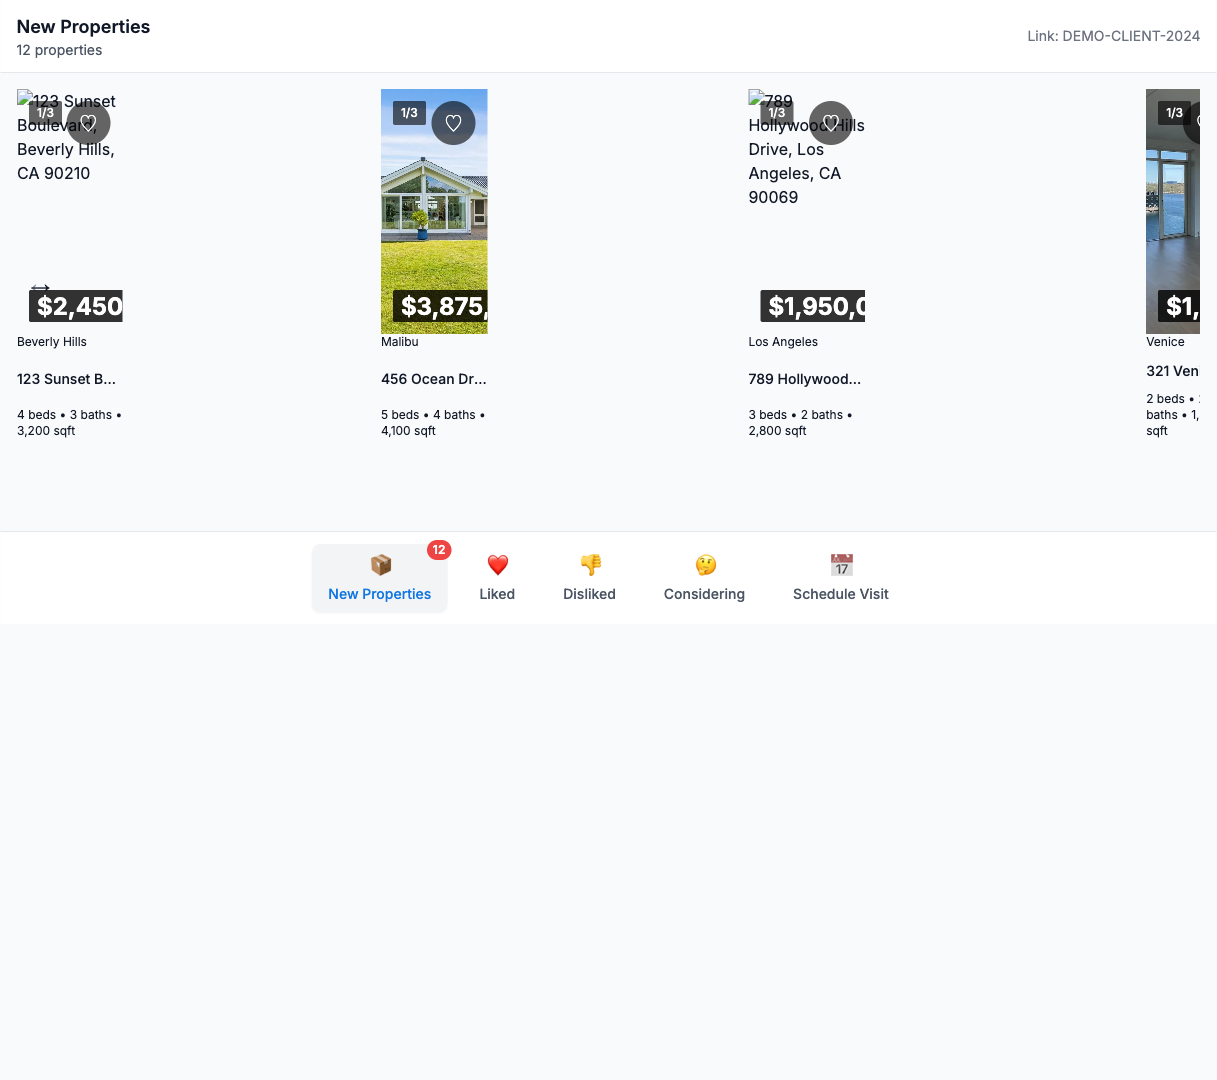 New Properties
12 properties
Link: DEMO-CLIENT-2024
123 Sunset
Boulevard,
Beverly Hills,
CA 90210
1/3
$2,450
Beverly Hills
123 Sunset B...
4 beds • 3 baths •
3,200 sqft
1/3
$3,875,
Malibu
456 Ocean Dr...
5 beds • 4 baths •
4,100 sqft
789
Hollywood Hills
Drive, Los
Angeles, CA
90069
1/3
$1,950,0
Los Angeles
789 Hollywood...
3 beds • 2 baths •
2,800 sqft
1/3
$1,
Venice
321 Ven
2 beds •
baths • 1,
sqft
12
New Properties
Liked
Disliked
Considering
17
Schedule Visit